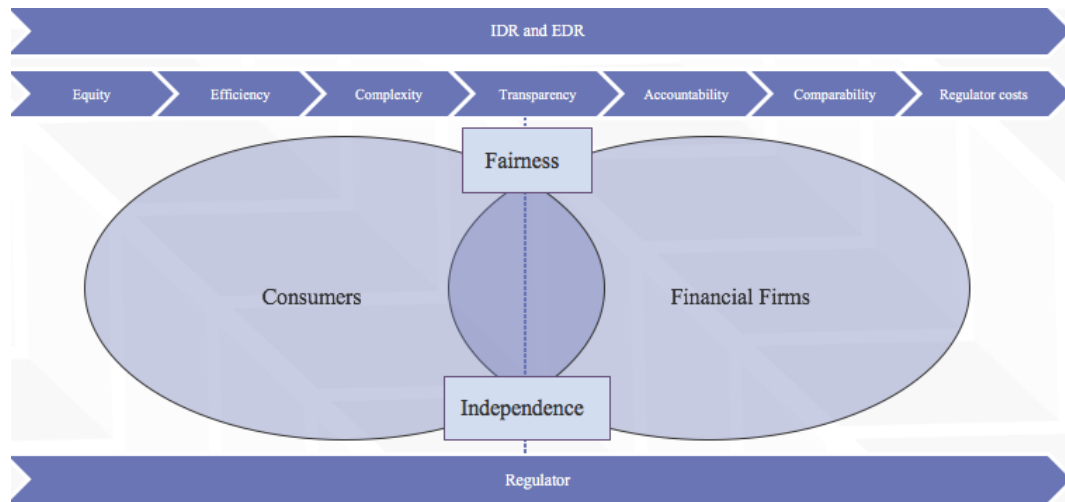 IDR and EDR
Equity
Efficiency
Complexity
Transparency
Accountability
Comparability
Regulator costs
Fairness
Consumers
Financial Firms
Independence
Regulator